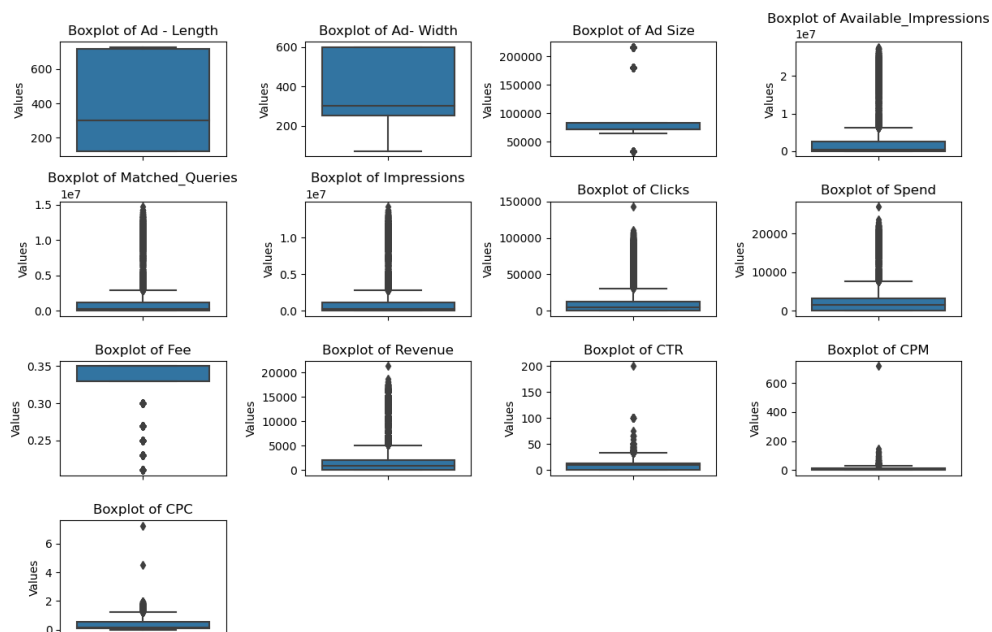 Boxplot of Ad - Length
Values
600
400
200
Boxplot of Ad- Width
Values
600
400
200
Boxplot of Ad Size
Values
200000
150000
100000
50000
Boxplot of Available_Impressions
1e7
Values
2
1
0
Boxplot of Matched_Queries
1e7
Values
1.5
1.0
0.5
0.0
Boxplot of Impressions
1e7
Values
1.0
0.5
0.0
Boxplot of Clicks
Values
150000
100000
50000
0
Boxplot of Spend
Values
20000
10000
0
Boxplot of Fee
Values
0.35
0.30
0.25
Boxplot of Revenue
Values
20000
15000
10000
5000
0
Boxplot of CTR
Values
200
150
100
50
0
Boxplot of CPM
Values
600
400
200
0
Boxplot of CPC
Values
6
4
2
0